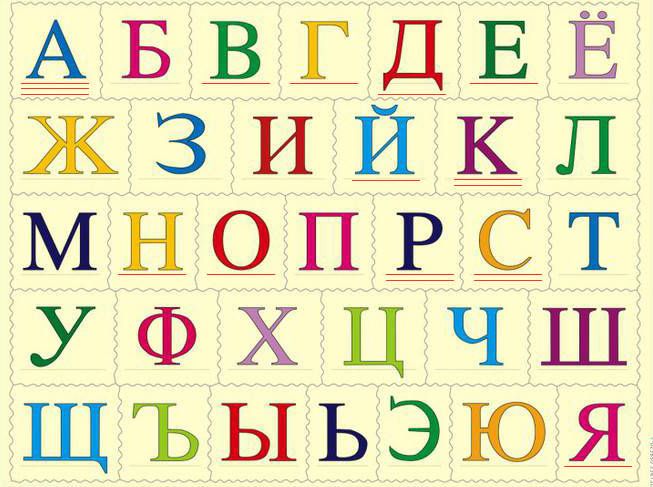 А Б В Г Д Е Ё
Ж З И Й К Л
М Н О П Р С Т
У Ф Х Ц Ч Ш
Щ Ъ Ы Ь Э Ю Я